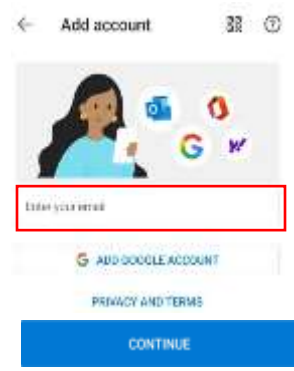 Add account
Enter your email
G ADD GOOGLE ACCOUNT
PRIVACY AND TERMS
CONTINUE